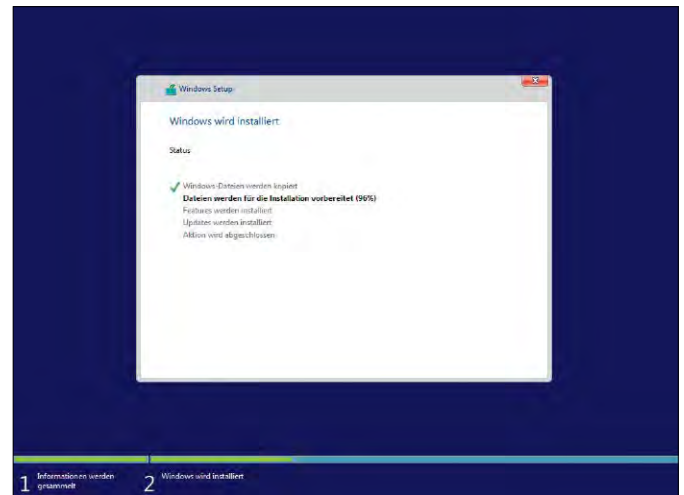 Windows Setup
Windows wird installiert
Status
Windows-Dateien werden kopiert
Dateien werden für die Installation vorbereitet (96%)
Features werden installiert
Updates werden installiert
Aktion wird abgeschlossen
1 Informationen werden
gesammelt
2 Windows wird installiert